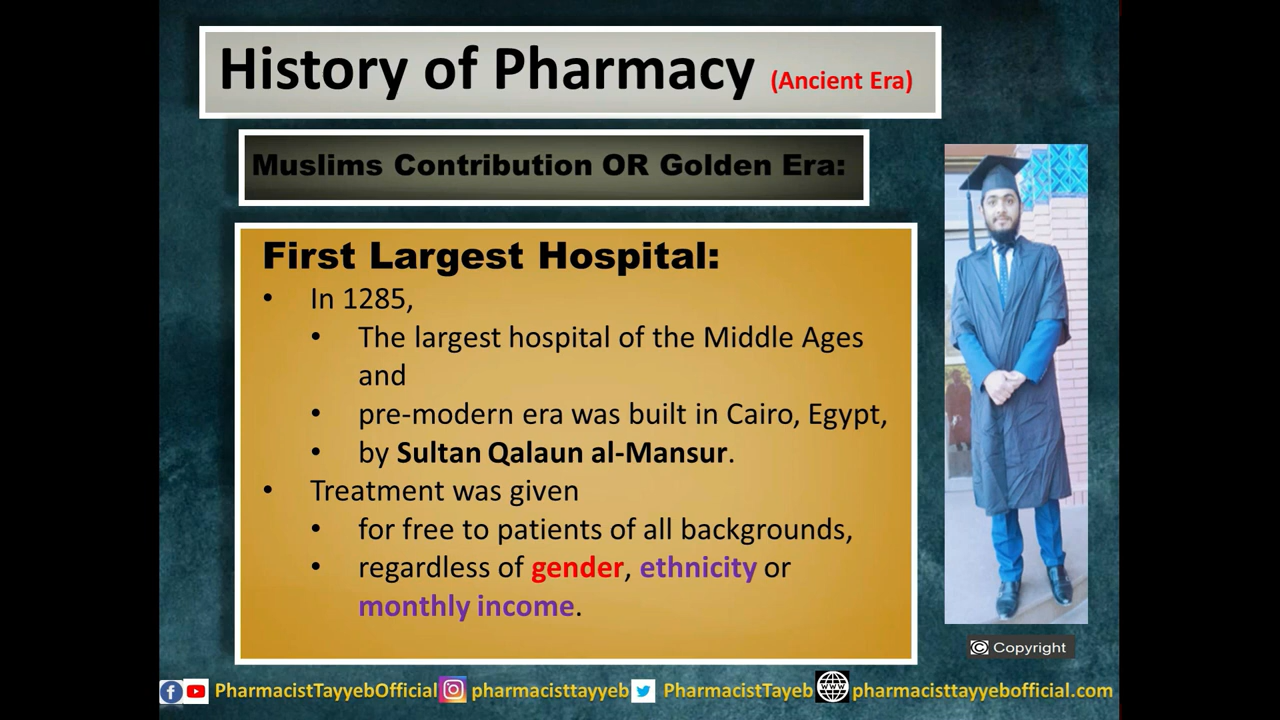 History of Pharmacy (Ancient Era)
Muslims Contribution OR Golden Era:
First Largest Hospital:
• In 1285,
• The largest hospital of the Middle Ages
and
• pre-modern era was built in Cairo, Egypt,
• by Sultan Qalaun al-Mansur.
• Treatment was given
• for free to patients of all backgrounds,
• regardless of gender, ethnicity or
monthly income.
© Copyright
PharmacistTayyebOfficial pharmacisttayyeb PharmacistTayeb pharmacisttayyebofficial.com